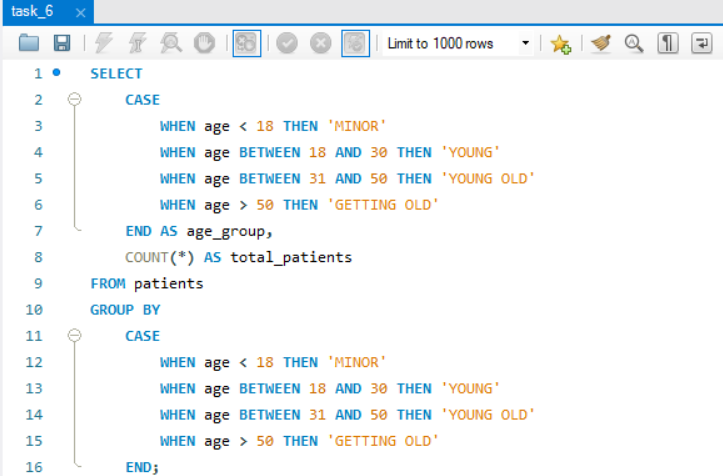 task_6
Limit to 1000 rows
1 SELECT
2 CASE
3 WHEN age < 18 THEN 'MINOR'
4 WHEN age BETWEEN 18 AND 30 THEN 'YOUNG'
5 WHEN age BETWEEN 31 AND 50 THEN 'YOUNG OLD'
6 WHEN age > 50 THEN 'GETTING OLD'
7 END AS age_group,
8 COUNT(*) AS total_patients
9 FROM patients
10 GROUP BY
11 CASE
12 WHEN age < 18 THEN 'MINOR'
13 WHEN age BETWEEN 18 AND 30 THEN 'YOUNG'
14 WHEN age BETWEEN 31 AND 50 THEN 'YOUNG OLD'
15 WHEN age > 50 THEN 'GETTING OLD'
16 END;